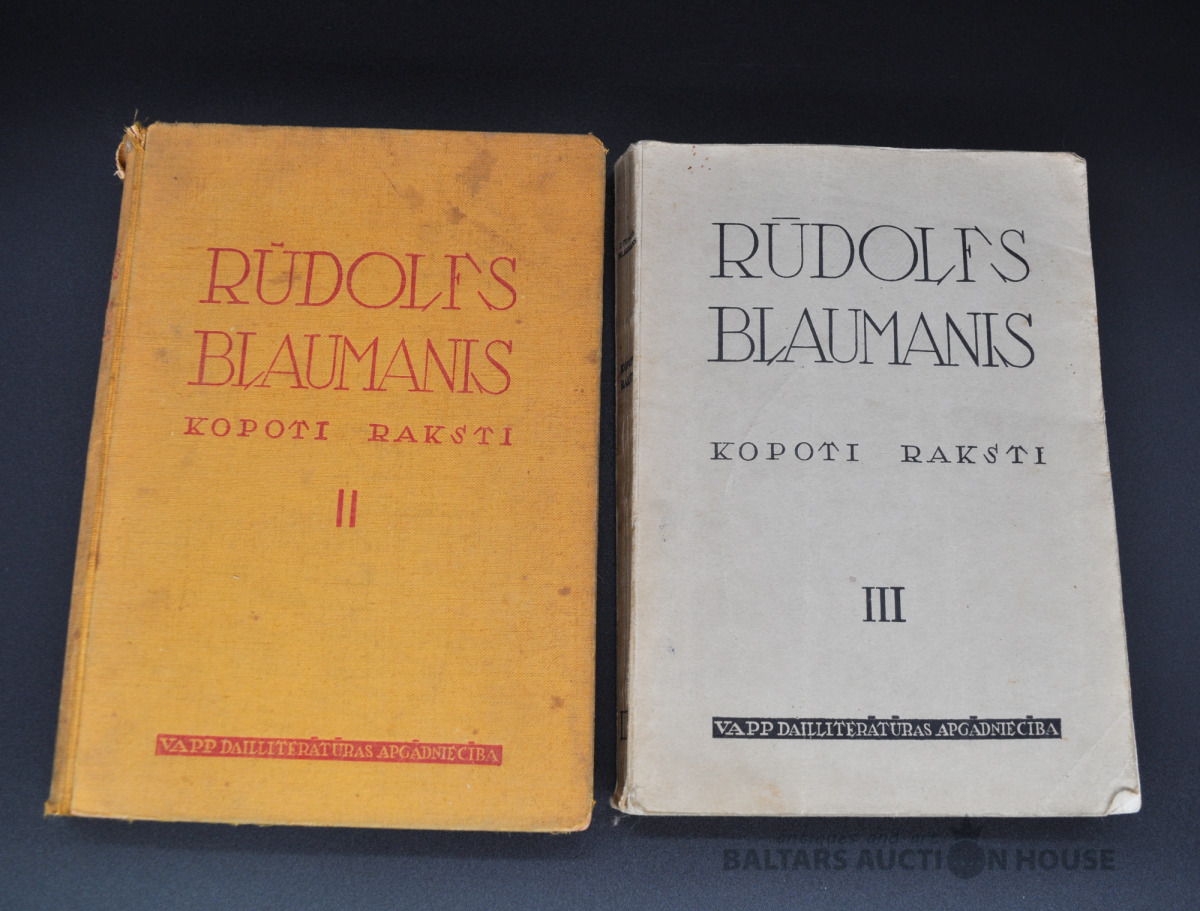 RŪDOLFS
BLAUMANIS
KOPOTI RAKSTI
II
VAPP DAIĻLITERĀTŪRAS APGĀDNIECĪBA
RŪDOLFS
BLAUMANIS
KOPOTI RAKSTI
III
VAPP DAIĻLITERĀTŪRAS APGĀDNIECĪBA
BALTARS AUCTION HOUSE